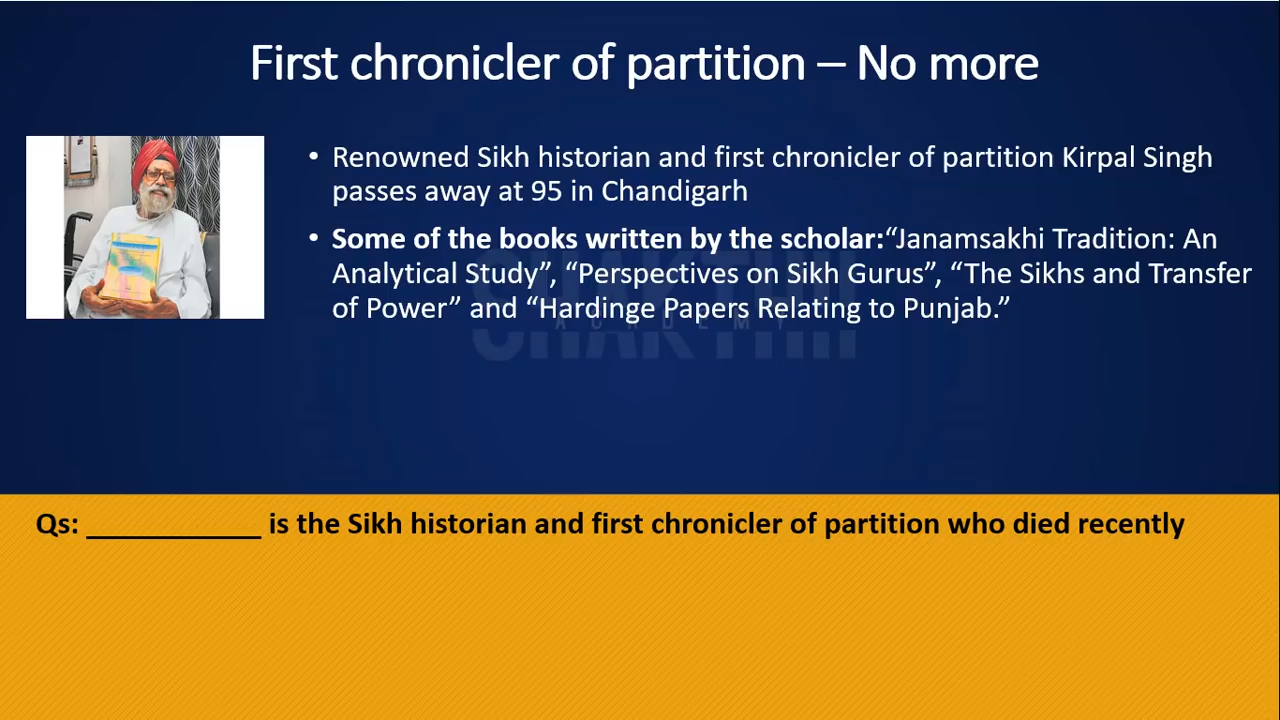 First chronicler of partition – No more
• Renowned Sikh historian and first chronicler of partition Kirpal Singh
passes away at 95 in Chandigarh
• Some of the books written by the scholar:“Janamsakhi Tradition: An
Analytical Study”, “Perspectives on Sikh Gurus”, “The Sikhs and Transfer
of Power” and “Hardinge Papers Relating to Punjab.”
ACADEMY
Qs: ____________ is the Sikh historian and first chronicler of partition who died recently